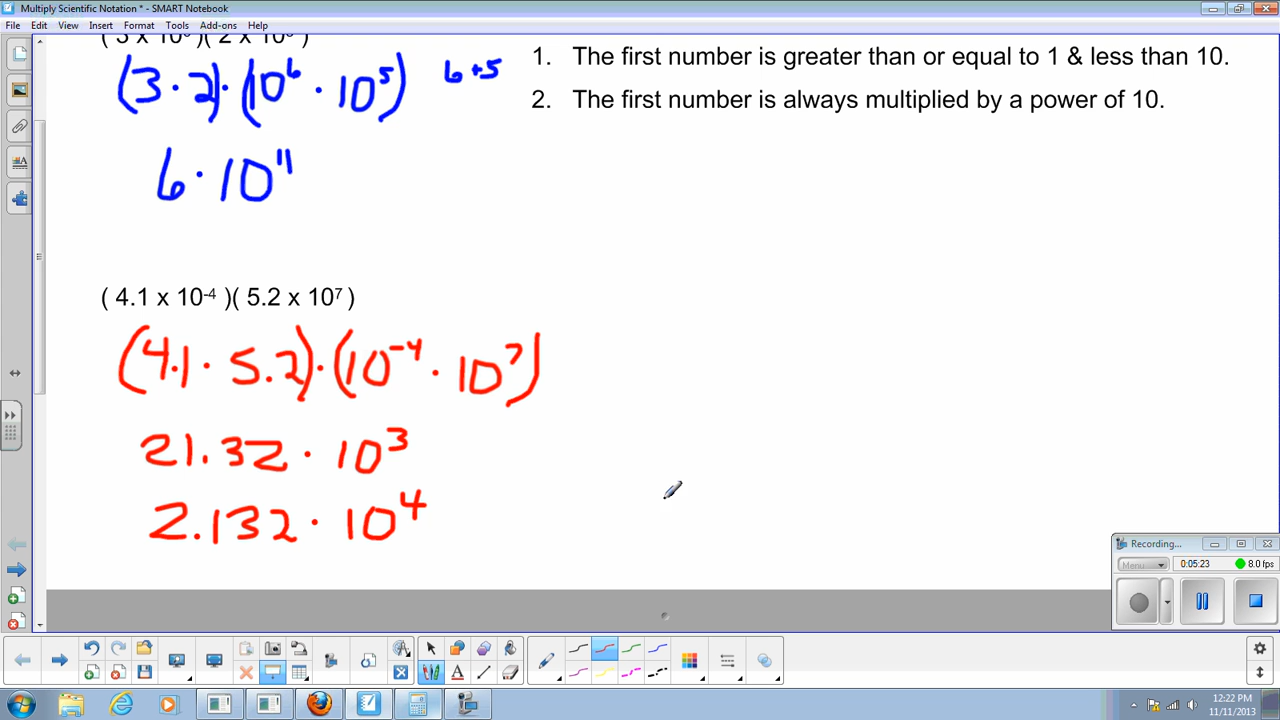 Multiply Scientific Notation * - SMART Notebook
File Edit View Insert Format Tools Add-ons Help
(3 · 2) · (10⁶ · 10⁵) 6+5
6 · 10¹¹
1. The first number is greater than or equal to 1 & less than 10.
2. The first number is always multiplied by a power of 10.
( 4.1 x 10⁻⁴ )( 5.2 x 10⁷ )
(4.1 · 5.2) · (10⁻⁴ · 10⁷)
21.32 · 10³
2.132 · 10⁴
Recording...
Menu 0:05:23 8.0 fps
12:22 PM
11/11/2013